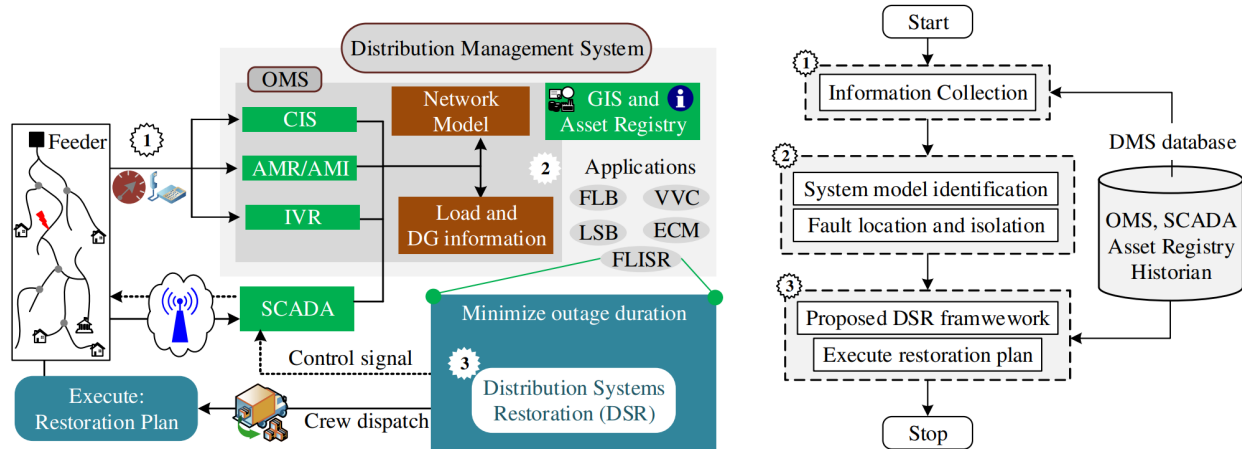 Distribution Management System
OMS
CIS
AMR/AMI
IVR
Network
Model
Load and
DG information
GIS and
Asset Registry
i
2
Applications
FLB
VVC
LSB
ECM
FLISR
Feeder
1
SCADA
Control signal
Crew dispatch
Execute:
Restoration Plan
Minimize outage duration
3
Distribution Systems
Restoration (DSR)
Start
1
Information Collection
2
System model identification
Fault location and isolation
3
Proposed DSR framwework
Execute restoration plan
Stop
DMS database
OMS, SCADA
Asset Registry
Historian